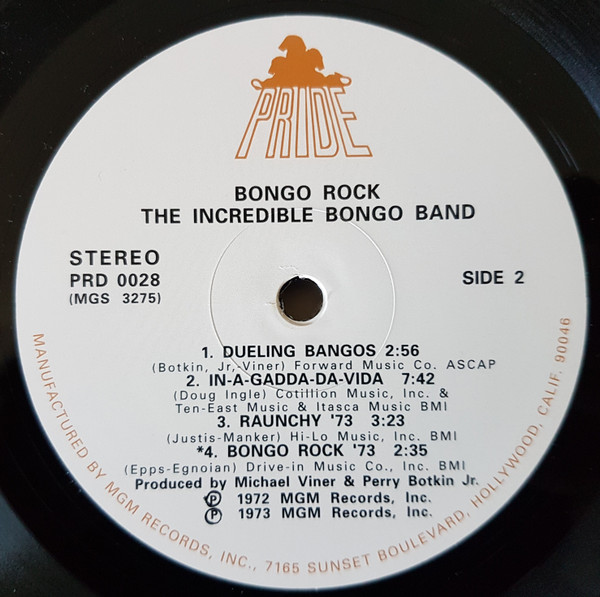 PRIDE
BONGO ROCK
THE INCREDIBLE BONGO BAND
STEREO
PRD 0028
(MGS 3275)
SIDE 2
1. DUELING BANGOS 2:56
(Botkin, Jr,-Viner) Forward Music Co. ASCAP
2. IN-A-GADDA-DA-VIDA 7:42
(Doug Ingle) Cotillion Music, Inc. &
Ten-East Music & Itasca Music BMI
3. RAUNCHY '73 3:23
(Justis-Manker) Hi-Lo Music, Inc. BMI
*4. BONGO ROCK '73 2:35
(Epps-Egnoian) Drive-in Music Co., Inc. BMI
Produced by Michael Viner & Perry Botkin Jr.
℗ 1972 MGM Records, Inc.
℗ 1973 MGM Records, Inc.
MANUFACTURED BY MGM RECORDS, INC., 7165 SUNSET BOULEVARD, HOLLYWOOD, CALIF. 90046